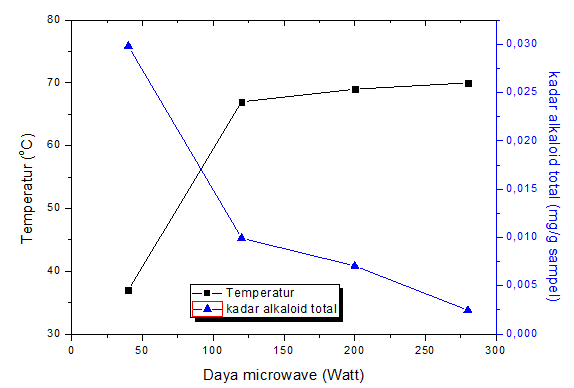 80
70
60
50
40
30
Temperatur (°C)
0,030
0,025
0,020
0,015
0,010
0,005
0,000
kadar alkaloid total (mg/g sampel)
Temperatur
kadar alkaloid total
0 50 100 150 200 250 300
Daya microwave (Watt)